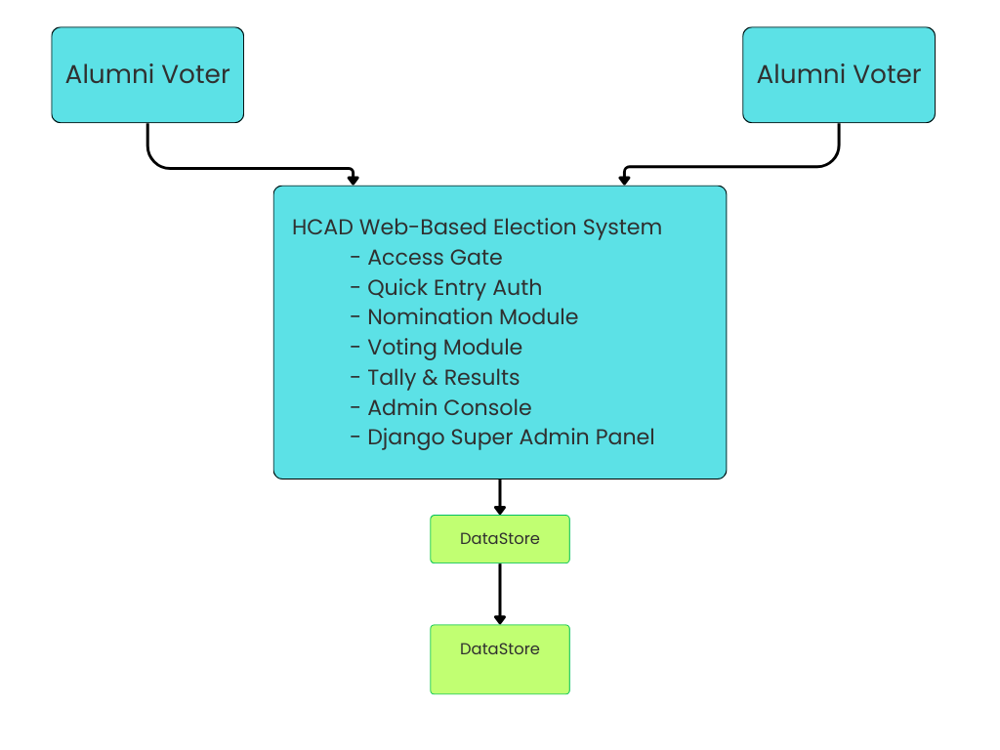 Alumni Voter
Alumni Voter
HCAD Web-Based Election System
- Access Gate
- Quick Entry Auth
- Nomination Module
- Voting Module
- Tally & Results
- Admin Console
- Django Super Admin Panel
DataStore
DataStore